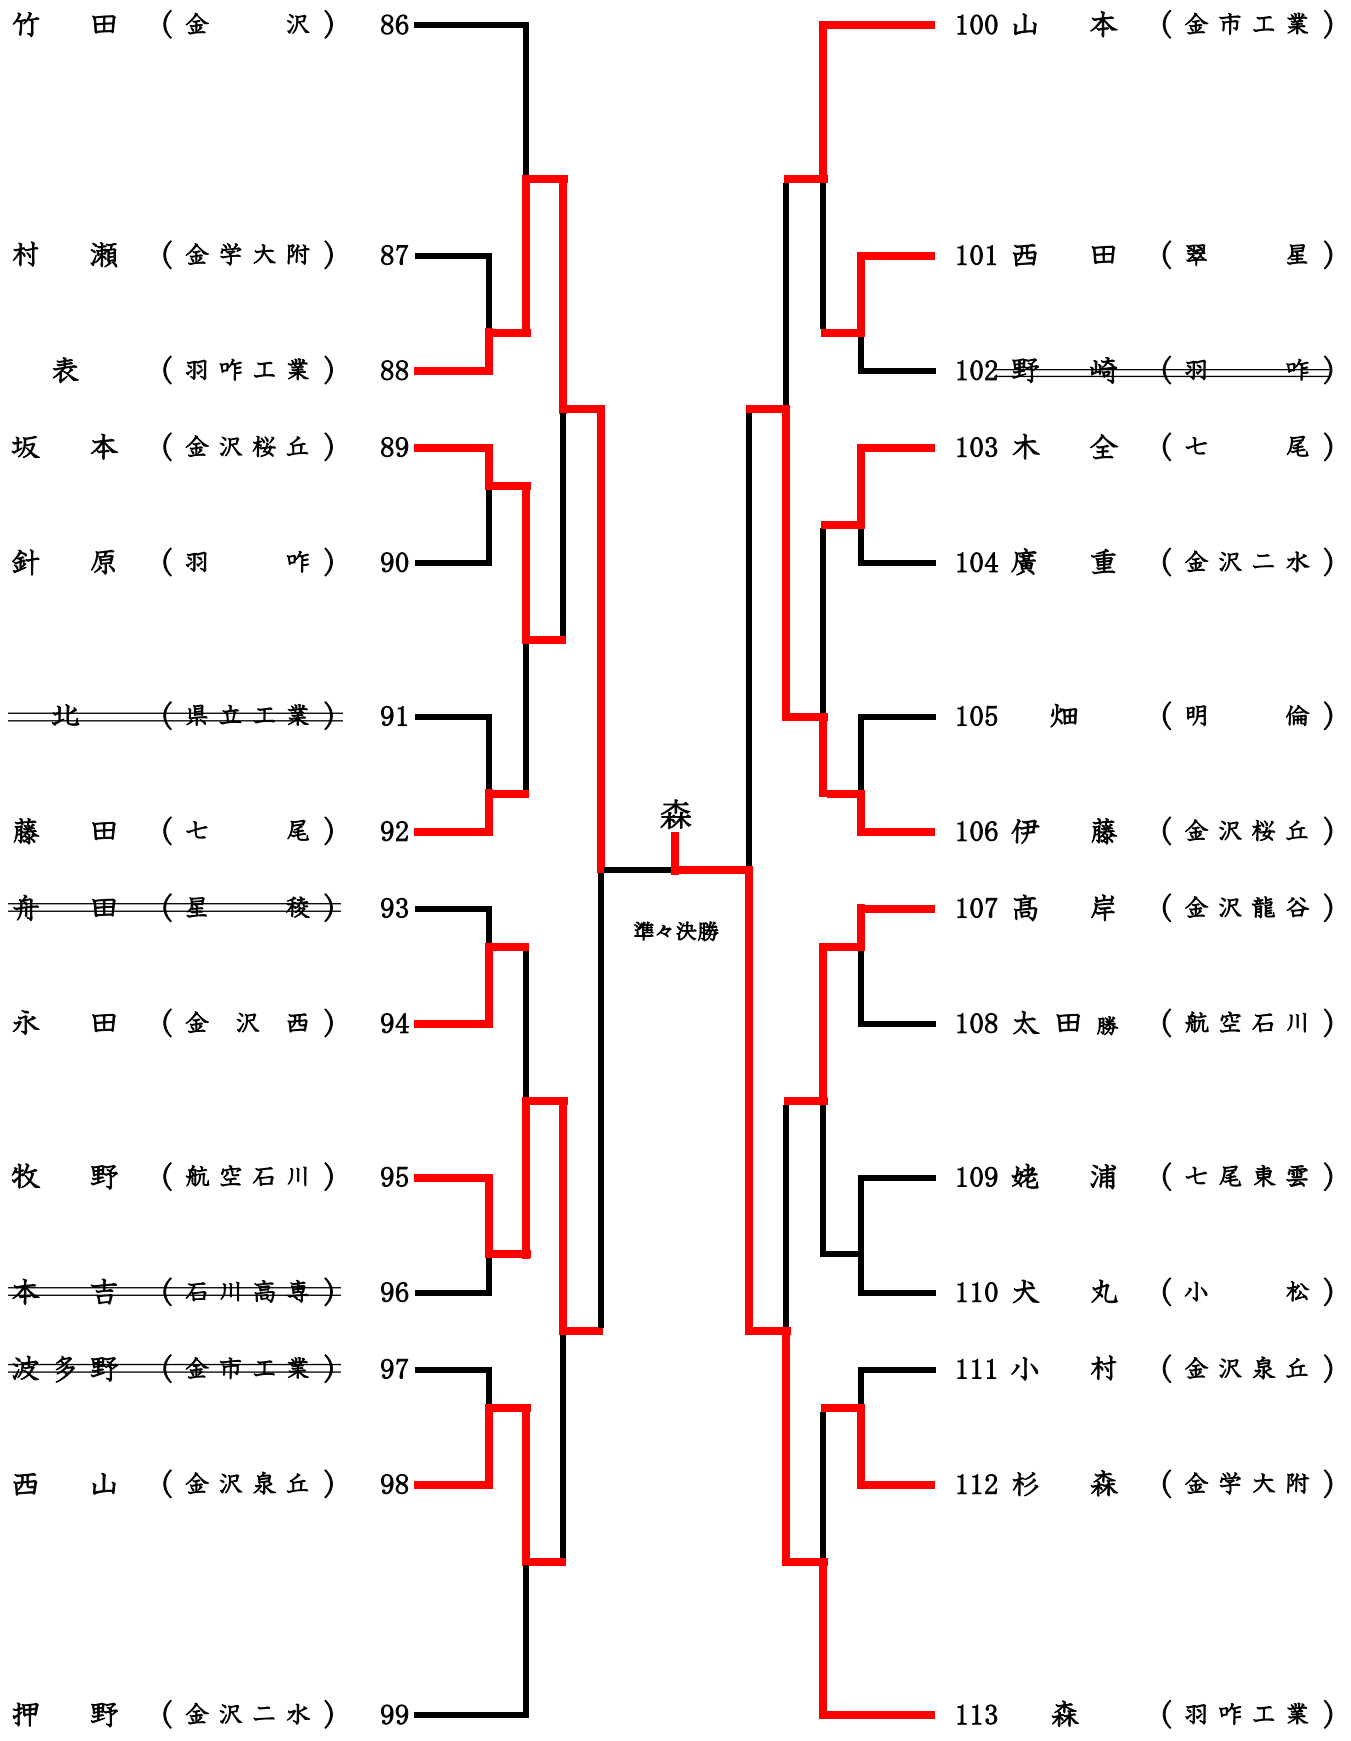 竹田（金沢） 86
村瀬（金学大附） 87
表（羽咋工業） 88
坂本（金沢桜丘） 89
針原（羽咋） 90
北（県立工業） 91
藤田（七尾） 92
舟田（星稜） 93
永田（金沢西） 94
牧野（航空石川） 95
本吉（石川高専） 96
波多野（金市工業） 97
西山（金沢泉丘） 98
押野（金沢二水） 99
森
準々決勝
100 山本（金市工業）
101 西田（翠星）
102 野崎（羽咋）
103 木全（七尾）
104 廣重（金沢二水）
105 畑（明倫）
106 伊藤（金沢桜丘）
107 髙岸（金沢龍谷）
108 太田勝（航空石川）
109 姥浦（七尾東雲）
110 犬丸（小松）
111 小村（金沢泉丘）
112 杉森（金学大附）
113 森（羽咋工業）